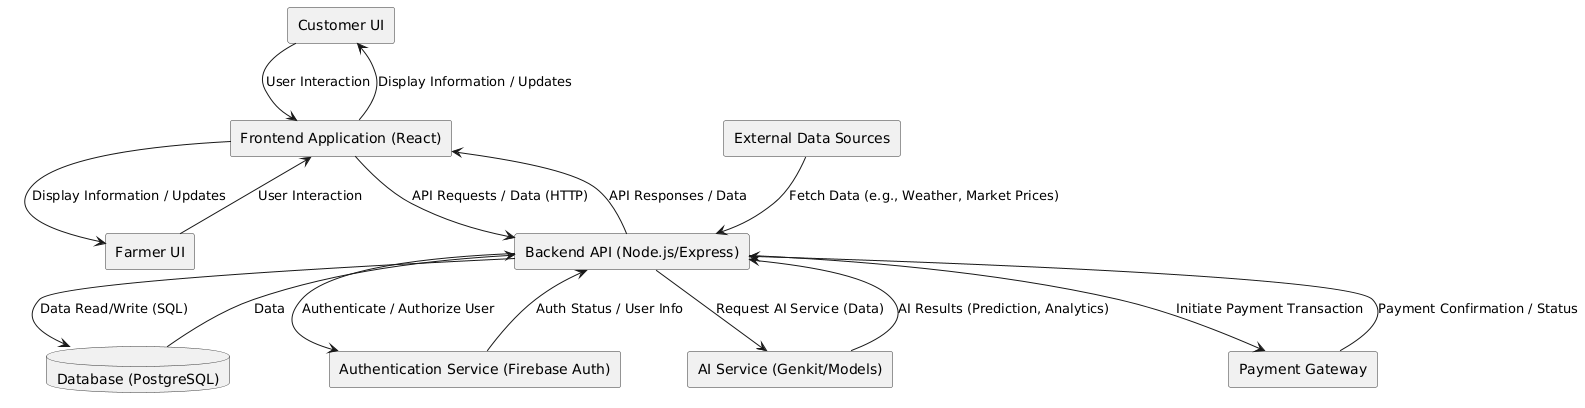 Customer UI
User Interaction
Display Information / Updates
Frontend Application (React)
External Data Sources
Display Information / Updates
User Interaction
API Requests / Data (HTTP)
API Responses / Data
Fetch Data (e.g., Weather, Market Prices)
Farmer UI
Backend API (Node.js/Express)
Data Read/Write (SQL)
Data
Authenticate / Authorize User
Auth Status / User Info
Request AI Service (Data)
AI Results (Prediction, Analytics)
Initiate Payment Transaction
Payment Confirmation / Status
Database (PostgreSQL)
Authentication Service (Firebase Auth)
AI Service (Genkit/Models)
Payment Gateway